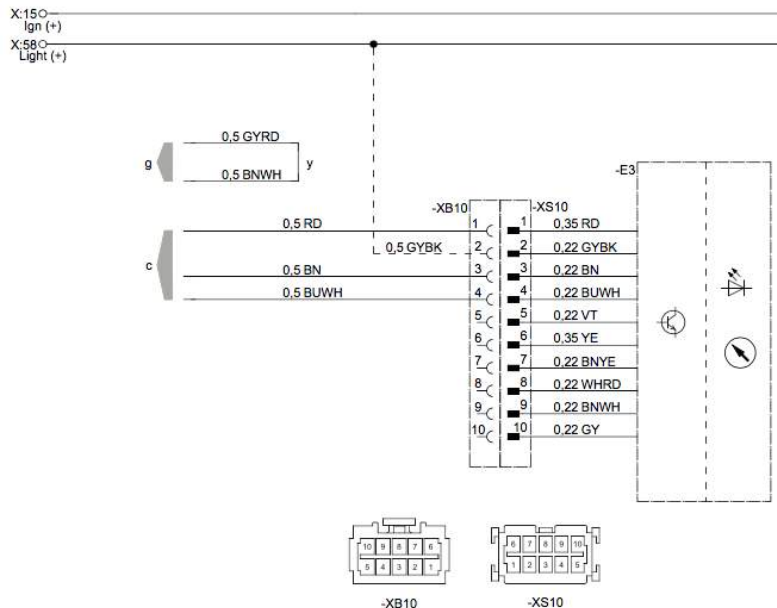 X:15
Ign (+)
X:58
Light (+)
g
0,5 GYRD
0,5 BNWH
y
-E3
-XB10
-XS10
c
0,5 RD
1
1
0,35 RD
0,5 GYBK
2
2
0,22 GYBK
0,5 BN
3
3
0,22 BN
0,5 BUWH
4
4
0,22 BUWH
5
5
0,22 VT
6
6
0,35 YE
7
7
0,22 BNYE
8
8
0,22 WHRD
9
9
0,22 BNWH
10
10
0,22 GY
10 9 8 7 6
5 4 3 2 1
-XB10
6 7 8 9 10
1 2 3 4 5
-XS10